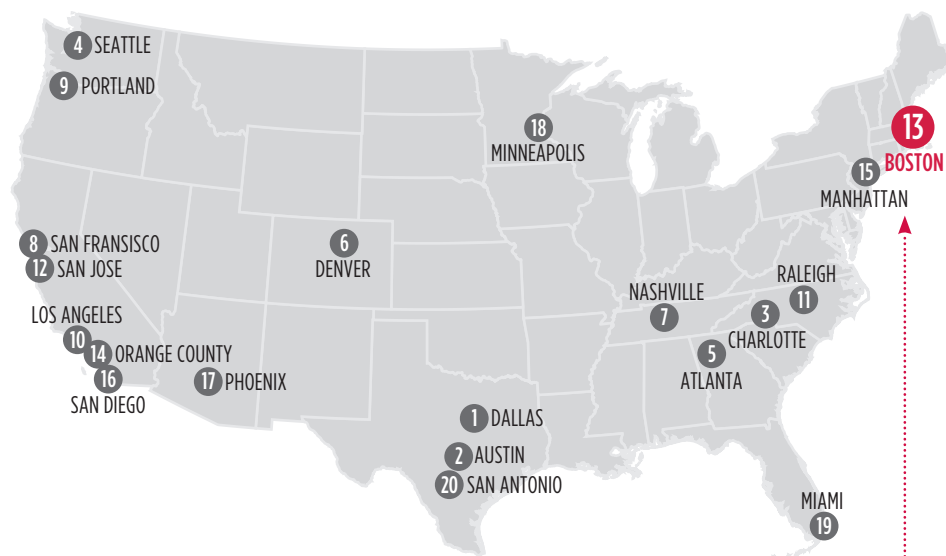 4 SEATTLE
9 PORTLAND
18
MINNEAPOLIS
13
BOSTON
15
MANHATTAN
8 SAN FRANSISCO
12 SAN JOSE
6
DENVER
RALEIGH
11
NASHVILLE
7
3
CHARLOTTE
LOS ANGELES
10
14 ORANGE COUNTY
16
SAN DIEGO
17 PHOENIX
5
ATLANTA
1 DALLAS
2 AUSTIN
20 SAN ANTONIO
MIAMI
19